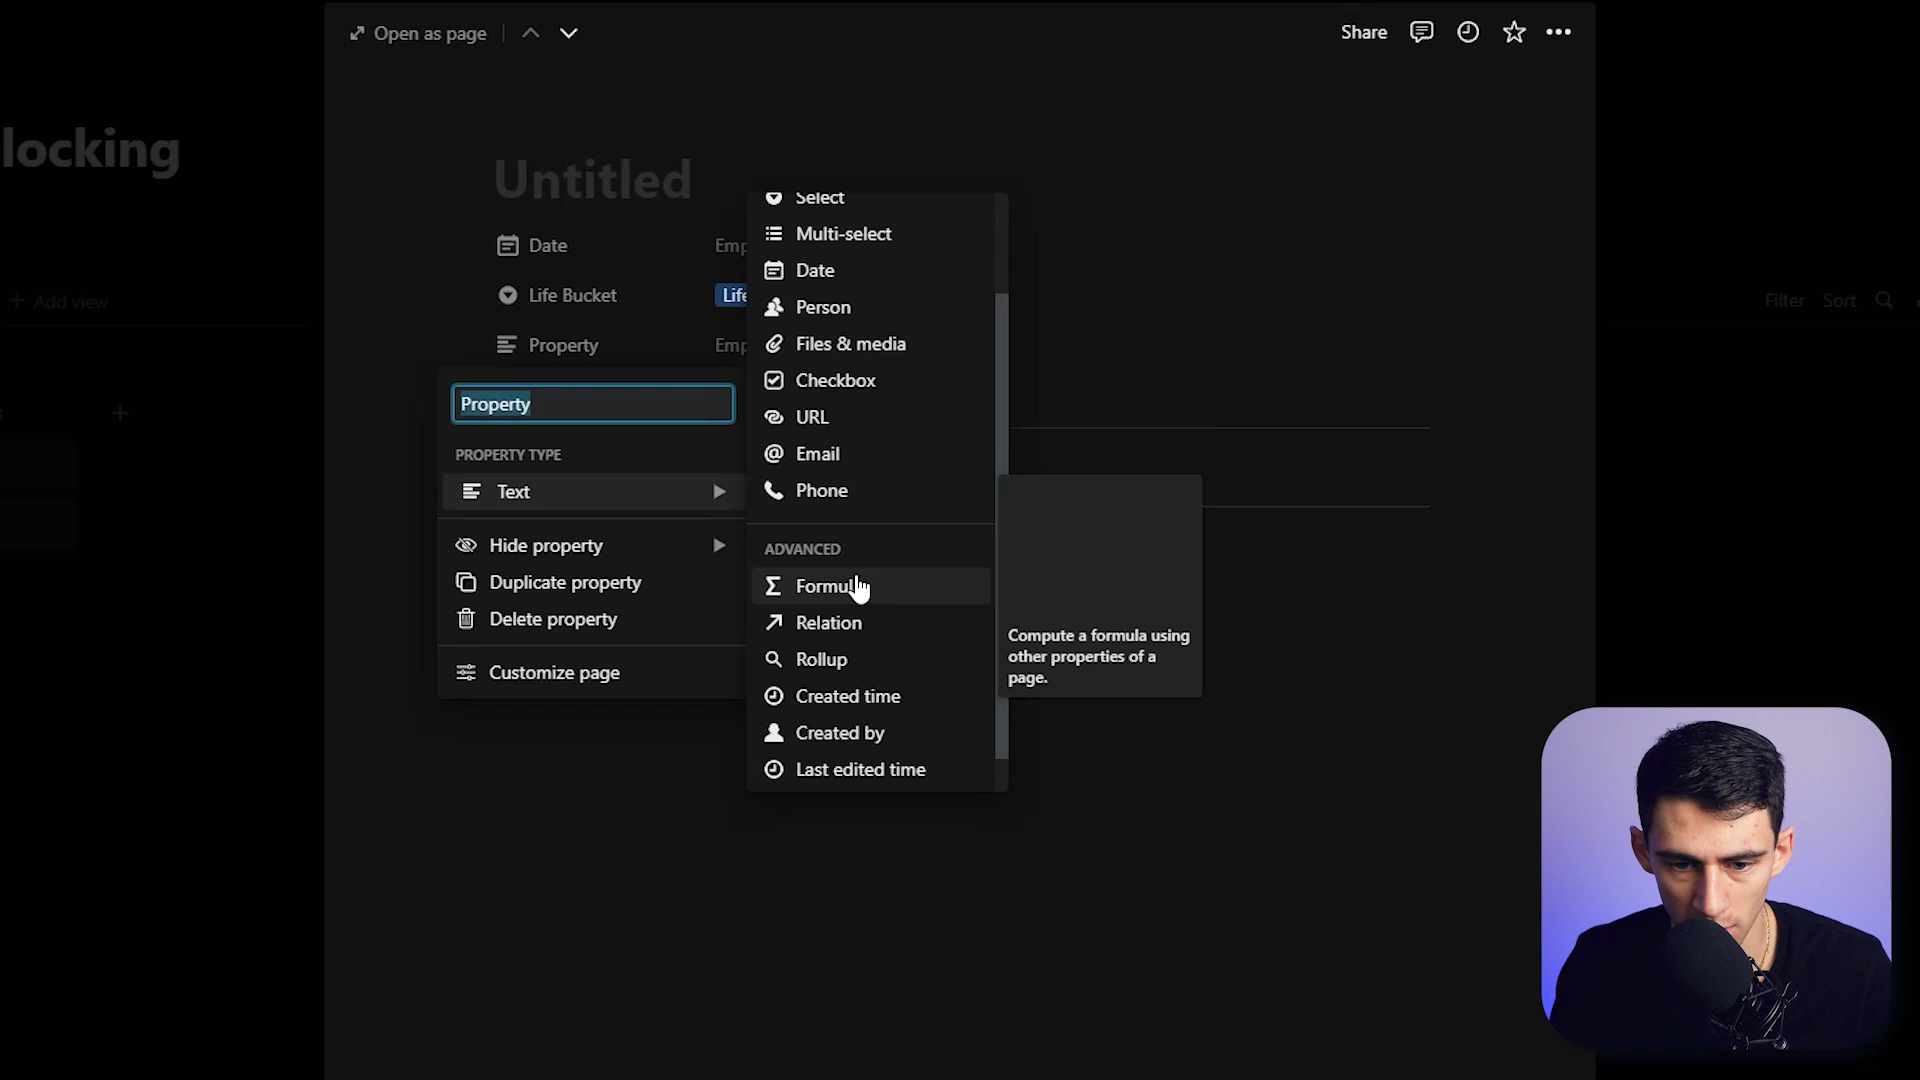 Open as page
Share
locking
Untitled
Date
Emp
Life Bucket
Life
Property
Emp
Add view
Filter
Sort
Property
PROPERTY TYPE
Text
Hide property
Duplicate property
Delete property
Customize page
Select
Multi-select
Date
Person
Files & media
Checkbox
URL
Email
Phone
ADVANCED
Formul
Relation
Rollup
Created time
Created by
Last edited time
Compute a formula using
other properties of a
page.